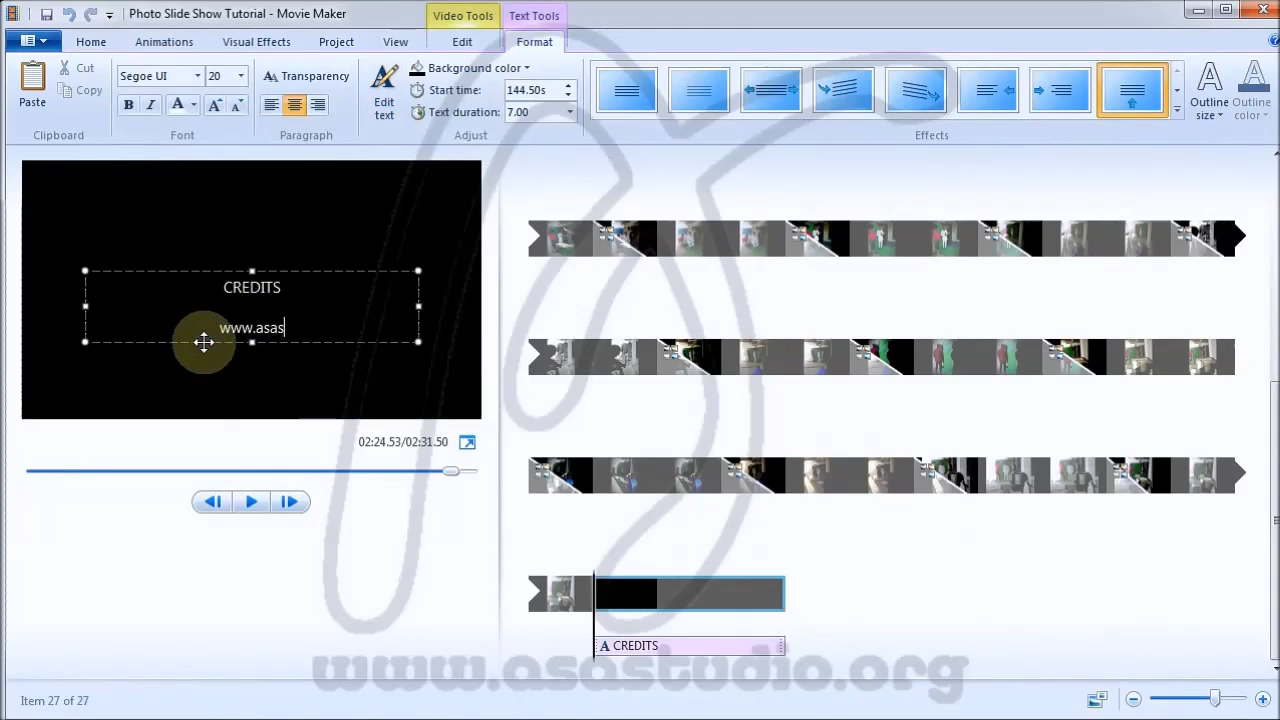 Photo Slide Show Tutorial - Movie Maker
Video Tools
Text Tools
Home
Animations
Visual Effects
Project
View
Edit
Format
Paste
Cut
Copy
Clipboard
Segoe UI
20
B I A A A
Font
Transparency
Paragraph
Edit text
Background color
Start time: 144.50s
Text duration: 7.00
Adjust
Effects
Outline size
Outline color
CREDITS
www.asas
02:24.53/02:31.50
A CREDITS
www.asastudio.org
Item 27 of 27